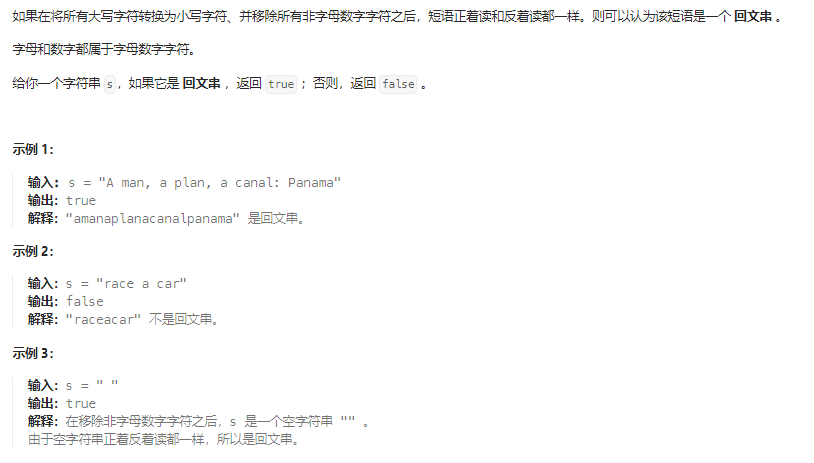 如果在将所有大写字符转换为小写字符、并移除所有非字母数字字符之后，短语正着读和反着读都一样。则可以认为该短语是一个 回文串 。
字母和数字都属于字母数字字符。
给你一个字符串 s，如果它是 回文串 ，返回 true ；否则，返回 false 。
示例 1：
输入: s = "A man, a plan, a canal: Panama"
输出：true
解释："amanaplanacanalpanama" 是回文串。
示例 2：
输入：s = "race a car"
输出：false
解释："raceacar" 不是回文串。
示例 3：
输入：s = " "
输出：true
解释：在移除非字母数字字符之后，s 是一个空字符串 "" 。
由于空字符串正着反着读都一样，所以是回文串。